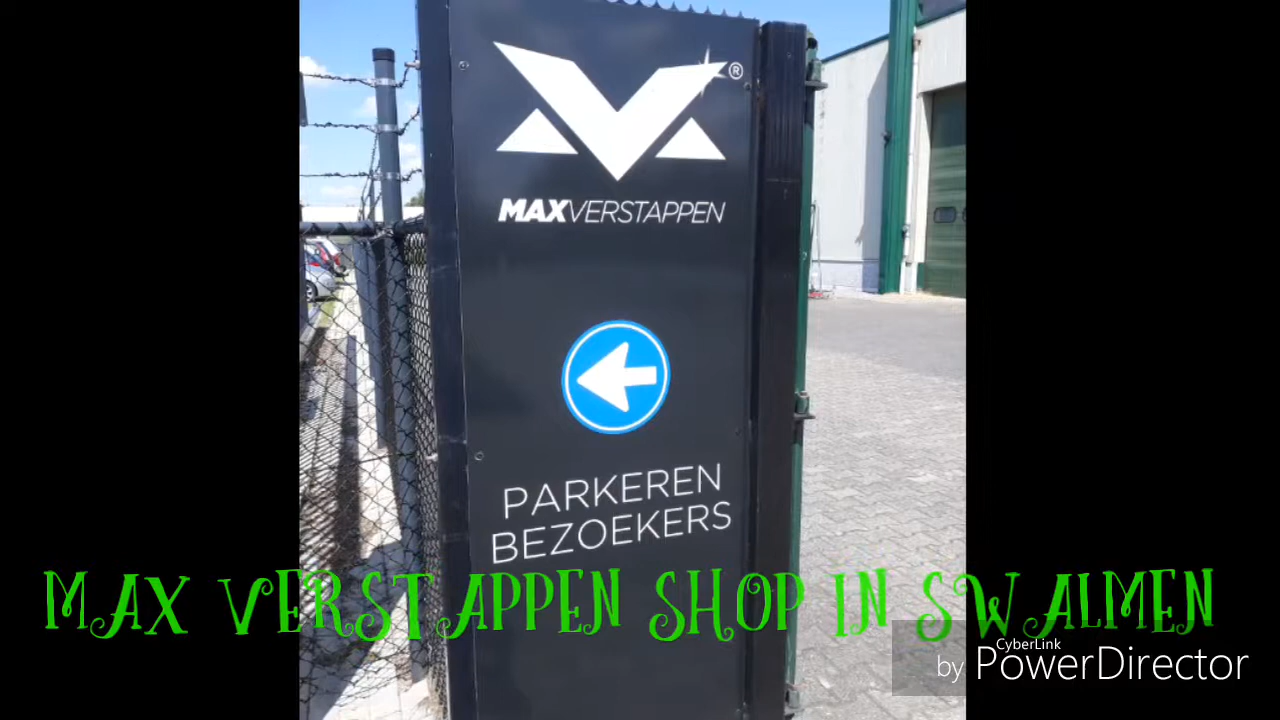 ®
MAXVERSTAPPEN
PARKEREN
BEZOEKERS
MAX VERSTAPPEN SHOP IN SWALMEN
CyberLink
by PowerDirector